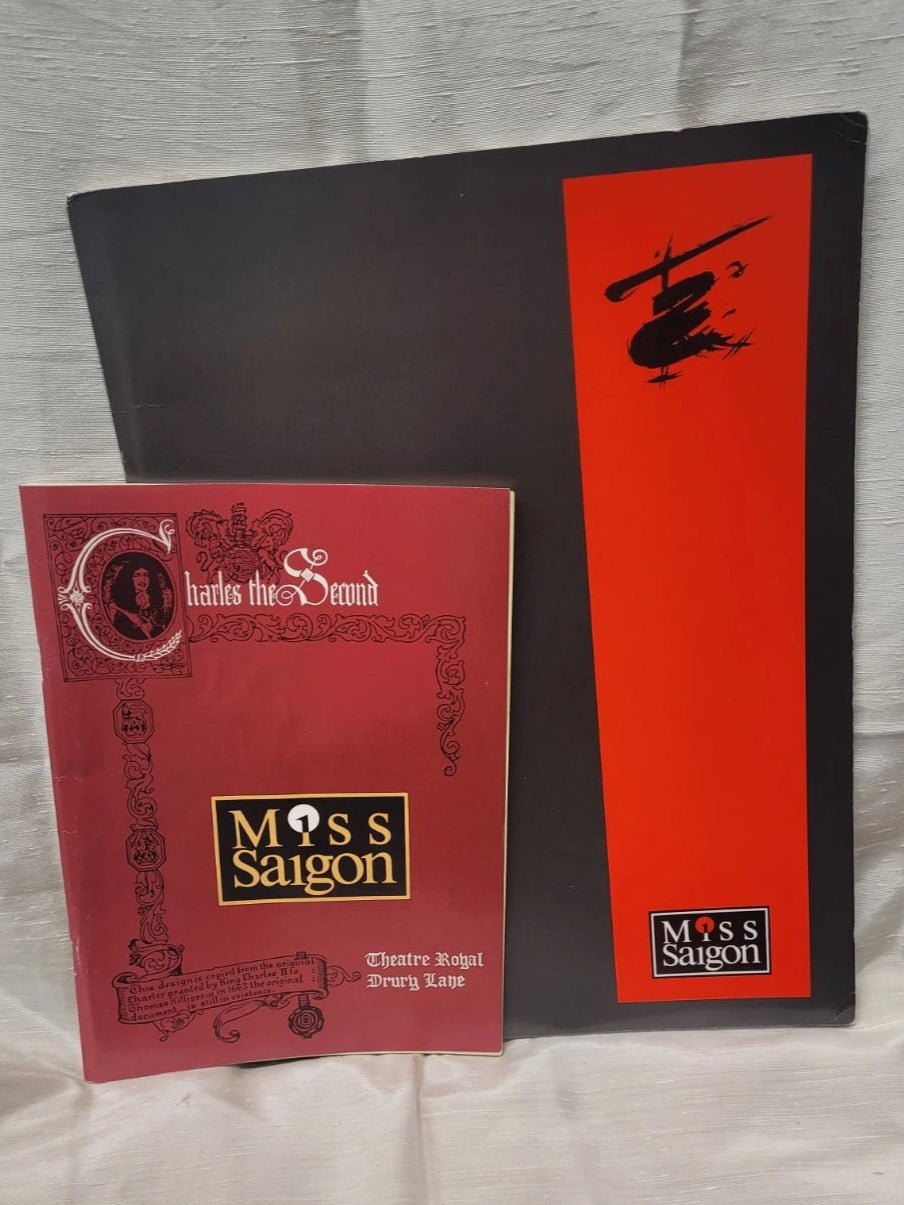 Charles the Second
Miss
Saigon
Theatre Royal
Drury Lane
This design is copied from the original
Charter granted by King Charles II to
Thomas Killigrew in 1663 the original
document is still in existence.
Miss
Saigon